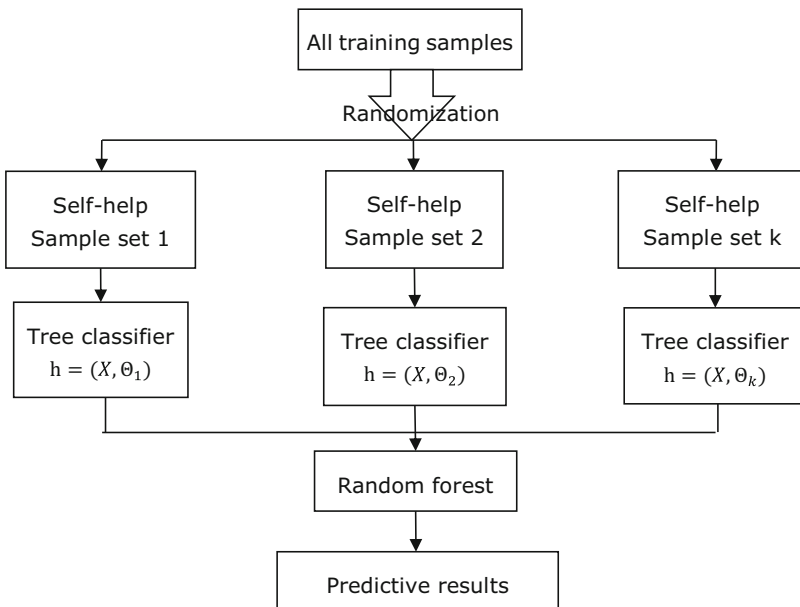 All training samples
Randomization
Self-help
Sample set 1
Self-help
Sample set 2
Self-help
Sample set k
Tree classifier
h = (X, Θ₁)
Tree classifier
h = (X, Θ₂)
Tree classifier
h = (X, Θₖ)
Random forest
Predictive results